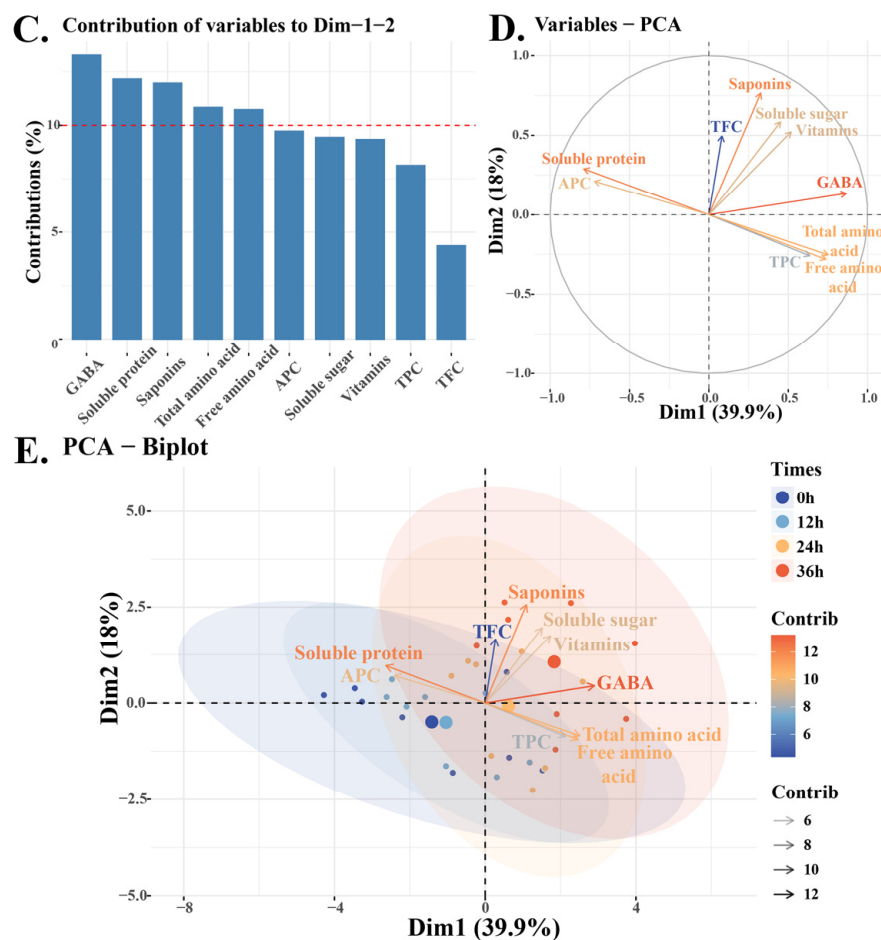 C. Contribution of variables to Dim−1−2
Contributions (%)
10
5
0
GABA
Soluble protein
Saponins
Total amino acid
Free amino acid
APC
Soluble sugar
Vitamins
TPC
TFC
D. Variables − PCA
Dim2 (18%)
1.0
0.5
0.0
−0.5
−1.0
Saponins
Soluble sugar
TFC
Vitamins
Soluble protein
APC
GABA
Total amino
acid
TPC
Free amino
acid
−1.0
−0.5
0.0
0.5
1.0
Dim1 (39.9%)
E. PCA − Biplot
Dim2 (18%)
5.0
2.5
0.0
−2.5
−5.0
Saponins
Soluble sugar
TFC
Vitamins
Soluble protein
APC
GABA
Total amino acid
TPC
Free amino
acid
−8
−4
0
4
Dim1 (39.9%)
Times
0h
12h
24h
36h
Contrib
12
10
8
6
Contrib
6
8
10
12